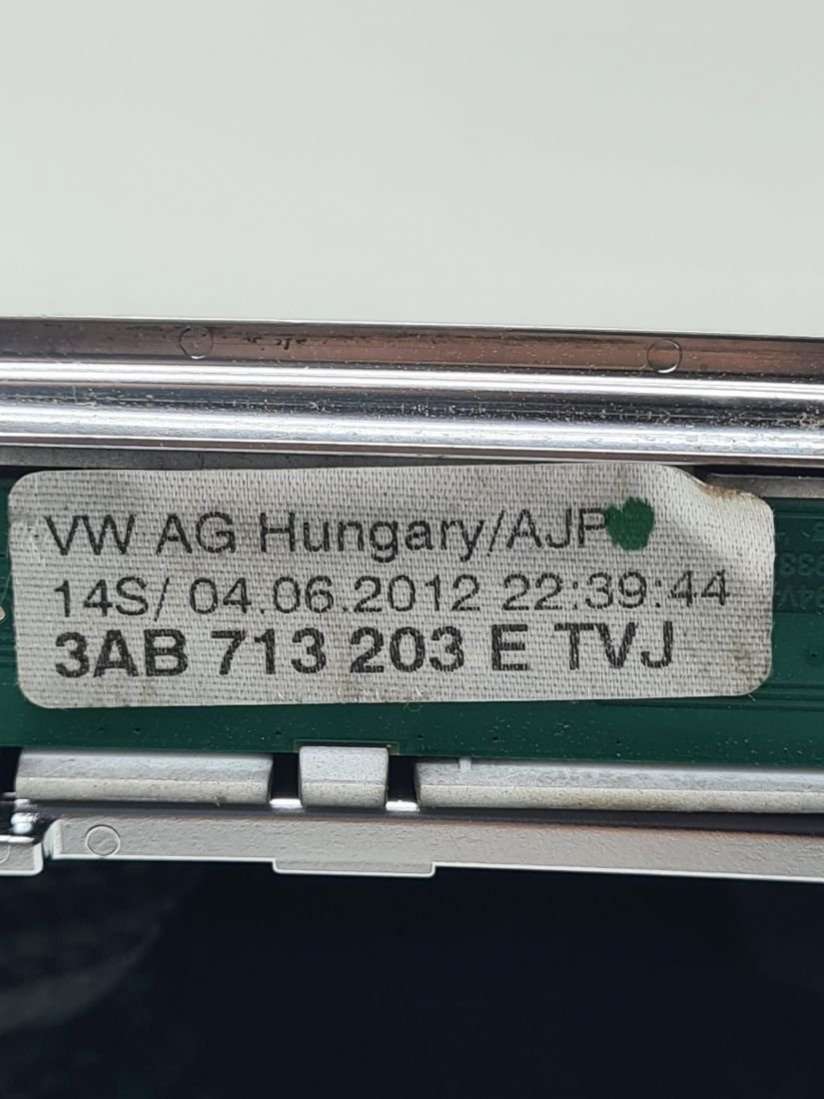 VW AG Hungary/AJP
14S/ 04.06.2012 22:39:44
3AB 713 203 E TVJ